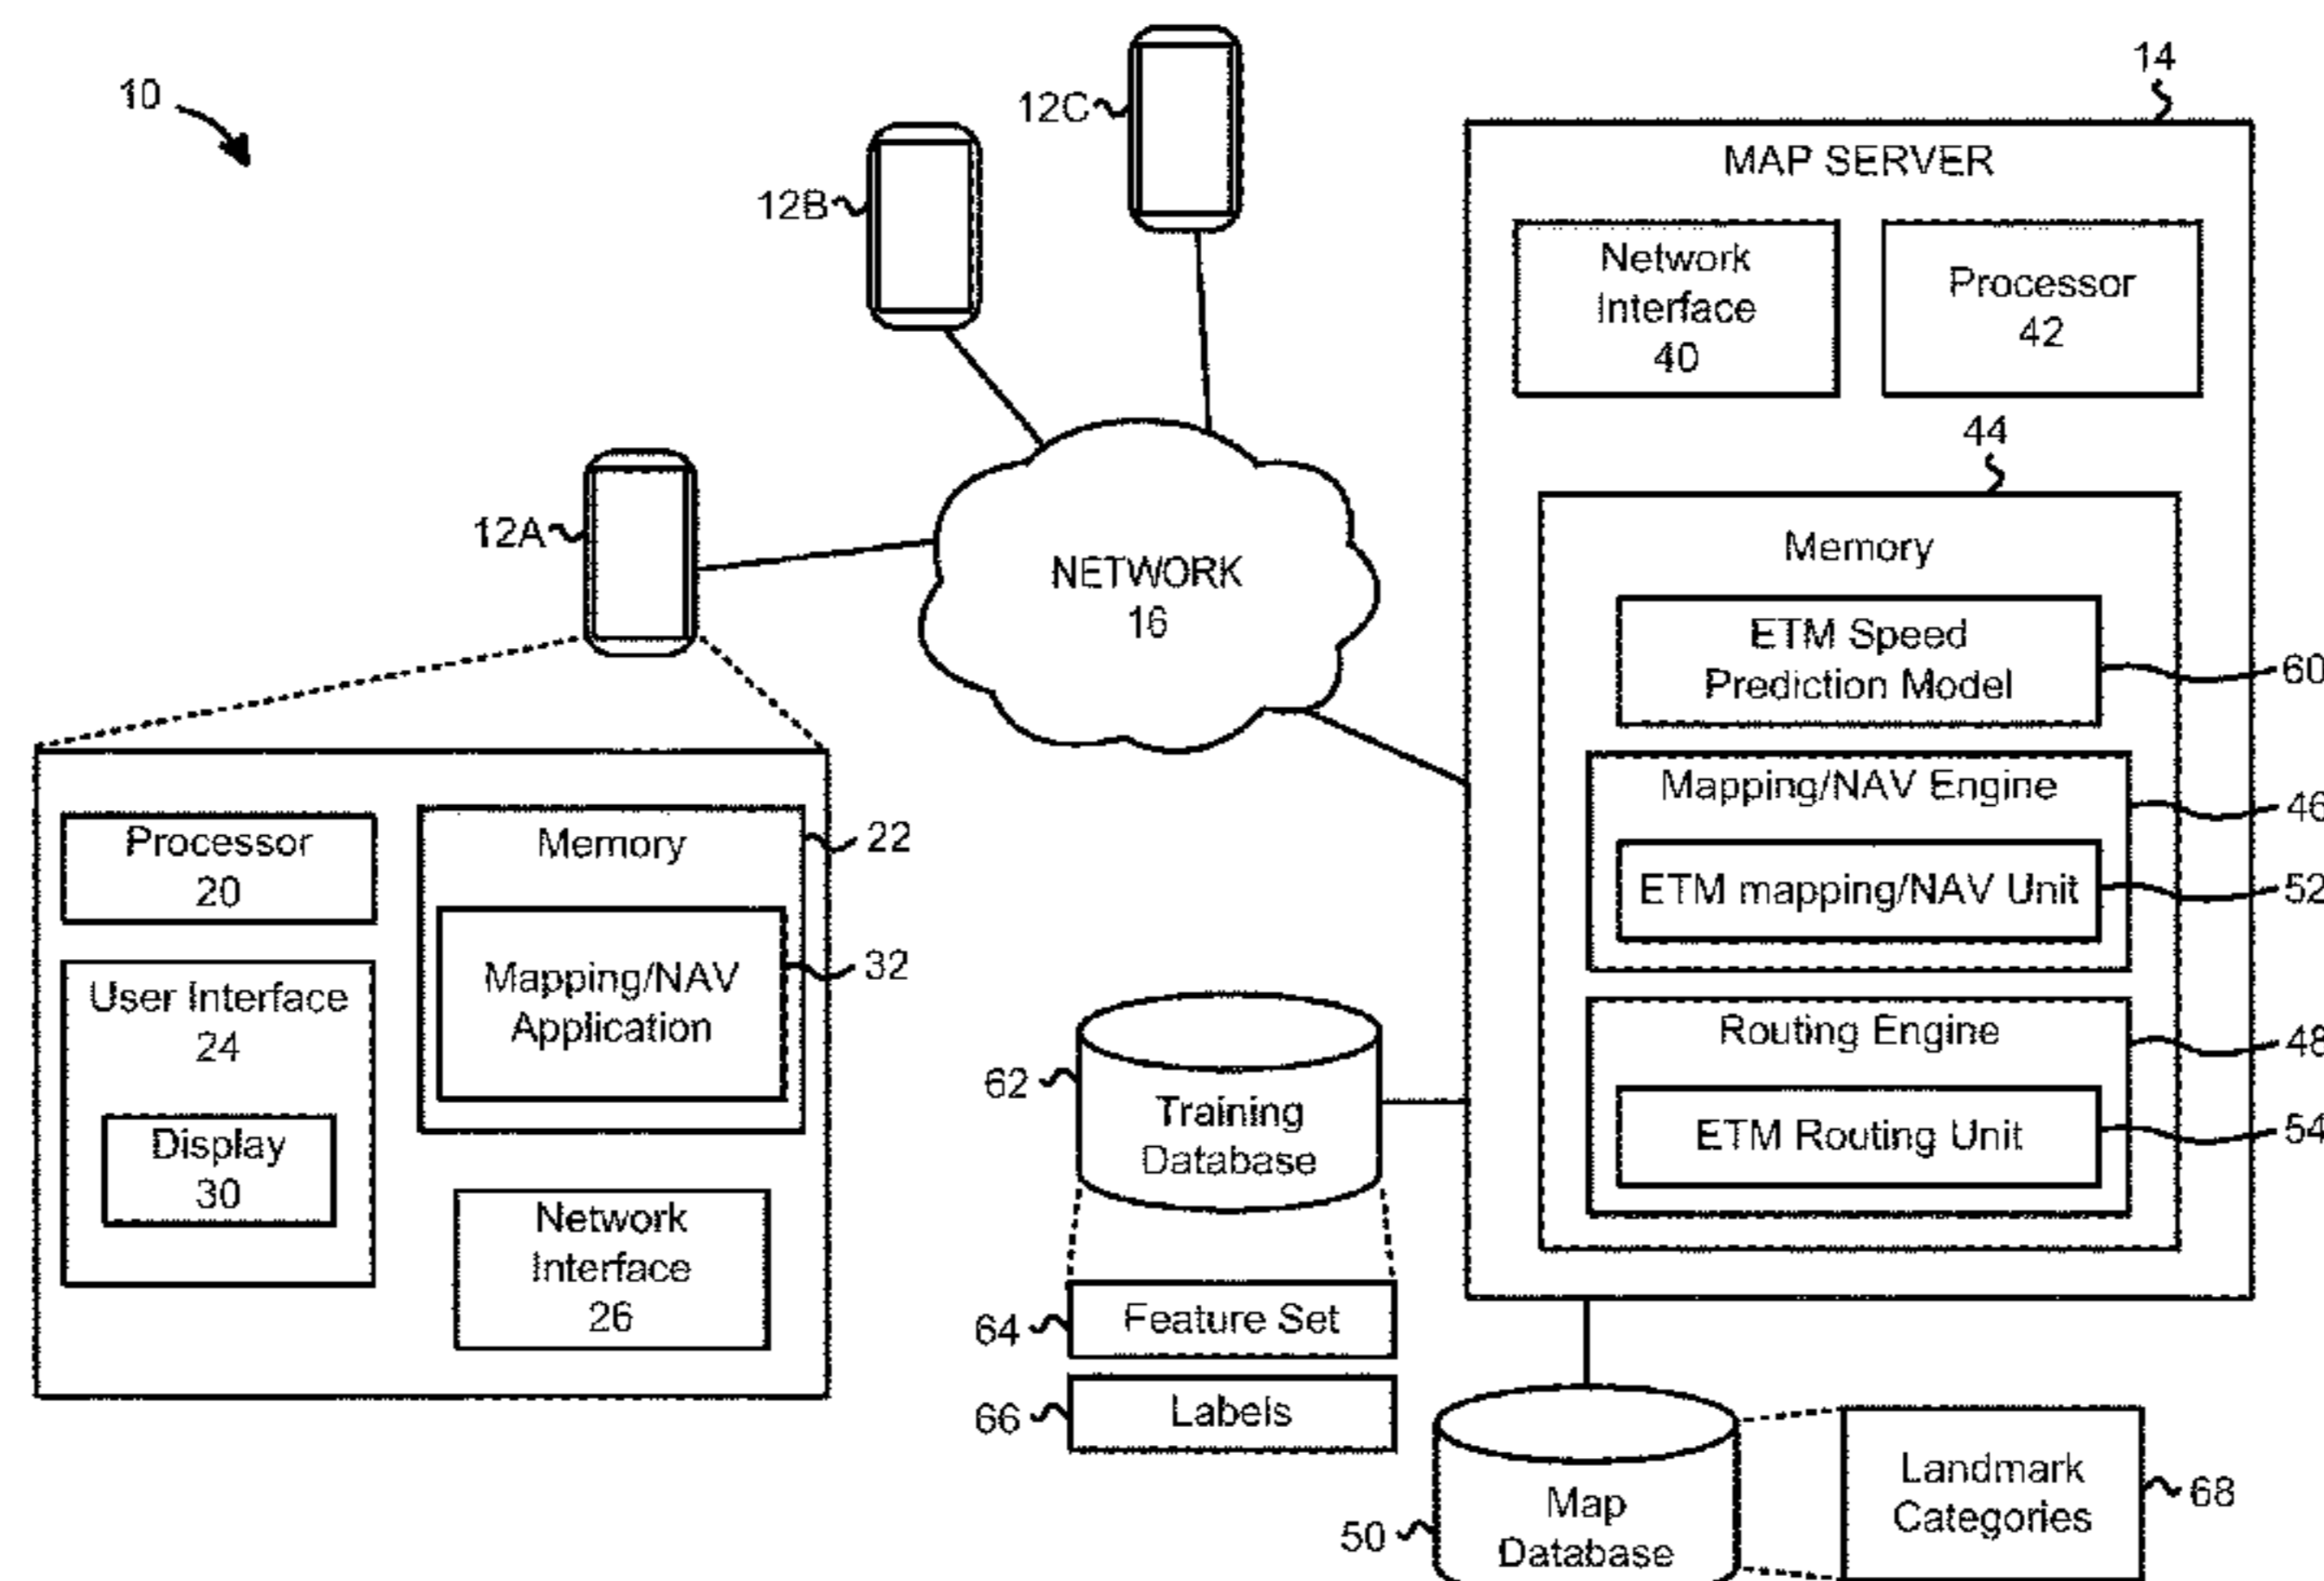 10
12C
12B
12A
14
MAP SERVER
Network
Interface
40
Processor
42
44
NETWORK
16
Memory
ETM Speed
Prediction Model
60
Mapping/NAV Engine
46
ETM mapping/NAV Unit
52
Routing Engine
48
ETM Routing Unit
54
Processor
20
Memory
22
User Interface
24
Mapping/NAV
Application
32
Display
30
Network
Interface
26
62
Training
Database
64
Feature Set
66
Labels
50
Map
Database
Landmark
Categories
68